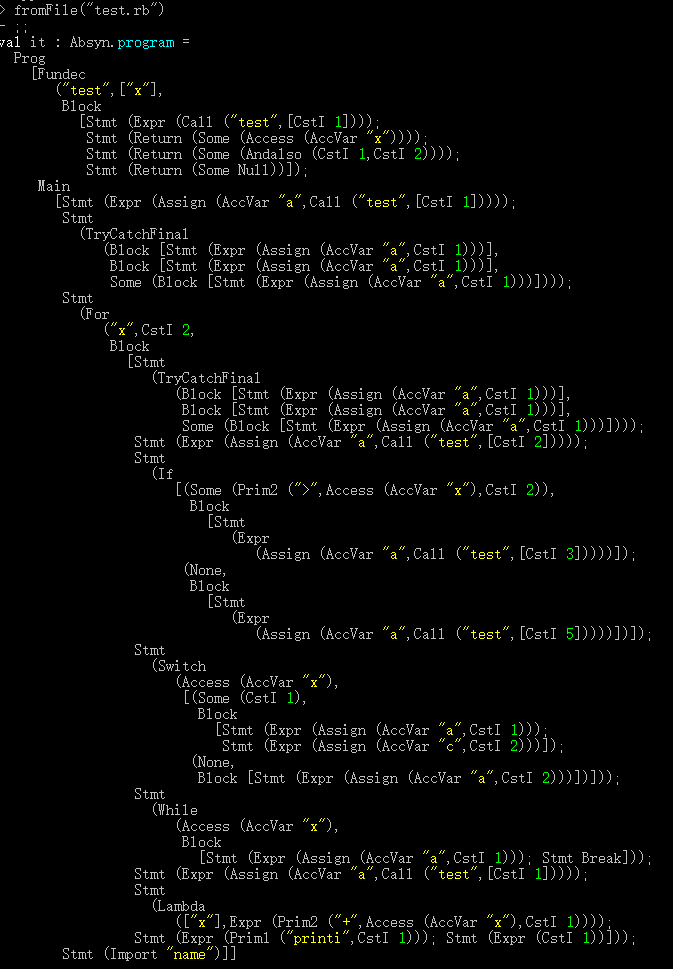 > fromFile("test.rb")
- ;;
val it : Absyn.program =
  Prog
    [Fundec
       ("test",["x"],
        Block
          [Stmt (Expr (Call ("test",[CstI 1])));
           Stmt (Return (Some (Access (AccVar "x"))));
           Stmt (Return (Some (Andalso (CstI 1,CstI 2))));
           Stmt (Return (Some Null))]);
     Main
       [Stmt (Expr (Assign (AccVar "a",Call ("test",[CstI 1]))));
        Stmt
          (TryCatchFinal
             (Block [Stmt (Expr (Assign (AccVar "a",CstI 1)))],
              Block [Stmt (Expr (Assign (AccVar "a",CstI 1)))],
              Some (Block [Stmt (Expr (Assign (AccVar "a",CstI 1)))])));
        Stmt
          (For
             ("x",CstI 2,
              Block
                [Stmt
                   (TryCatchFinal
                      (Block [Stmt (Expr (Assign (AccVar "a",CstI 1)))],
                       Block [Stmt (Expr (Assign (AccVar "a",CstI 1)))],
                       Some (Block [Stmt (Expr (Assign (AccVar "a",CstI 1)))])));
                 Stmt (Expr (Assign (AccVar "a",Call ("test",[CstI 2]))));
                 Stmt
                   (If
                      [(Some (Prim2 (">",Access (AccVar "x"),CstI 2)),
                        Block
                          [Stmt
                             (Expr
                                (Assign (AccVar "a",Call ("test",[CstI 3]))))]);
                       (None,
                        Block
                          [Stmt
                             (Expr
                                (Assign (AccVar "a",Call ("test",[CstI 5]))))])]);
                 Stmt
                   (Switch
                      (Access (AccVar "x"),
                       [(Some (CstI 1),
                         Block
                           [Stmt (Expr (Assign (AccVar "a",CstI 1)));
                            Stmt (Expr (Assign (AccVar "c",CstI 2)))]);
                        (None,
                         Block [Stmt (Expr (Assign (AccVar "a",CstI 2)))])]));
                 Stmt
                   (While
                      (Access (AccVar "x"),
                       Block
                         [Stmt (Expr (Assign (AccVar "a",CstI 1))); Stmt Break]));
                 Stmt (Expr (Assign (AccVar "a",Call ("test",[CstI 1]))));
                 Stmt
                   (Lambda
                      (["x"],Expr (Prim2 ("+",Access (AccVar "x"),CstI 1))));
                 Stmt (Expr (Prim1 ("printi",CstI 1))); Stmt (Expr (CstI 1))]));
        Stmt (Import "name")]]